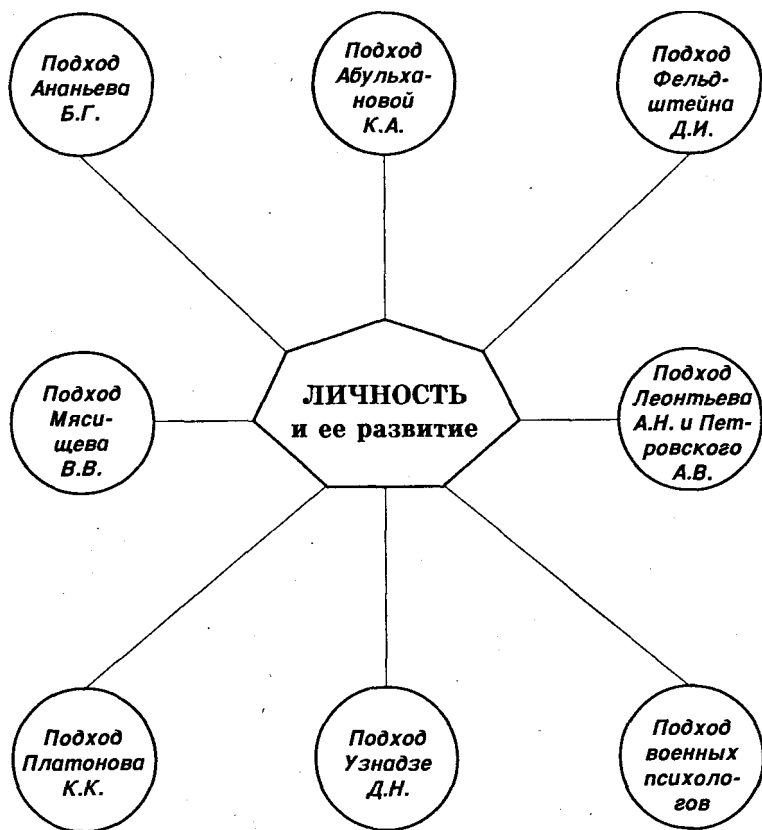 Подход
Ананьева
Б.Г.
Подход
Абульха-
новой
К.А.
Подход
Фельд-
штейна
Д.И.
Подход
Мяси-
щева
В.В.
ЛИЧНОСТЬ
и ее развитие
Подход
Леонтьева
А.Н. и Пет-
ровского
А.В.
Подход
Платонова
К.К.
Подход
Узнадзе
Д.Н.
Подход
военных
психоло-
гов